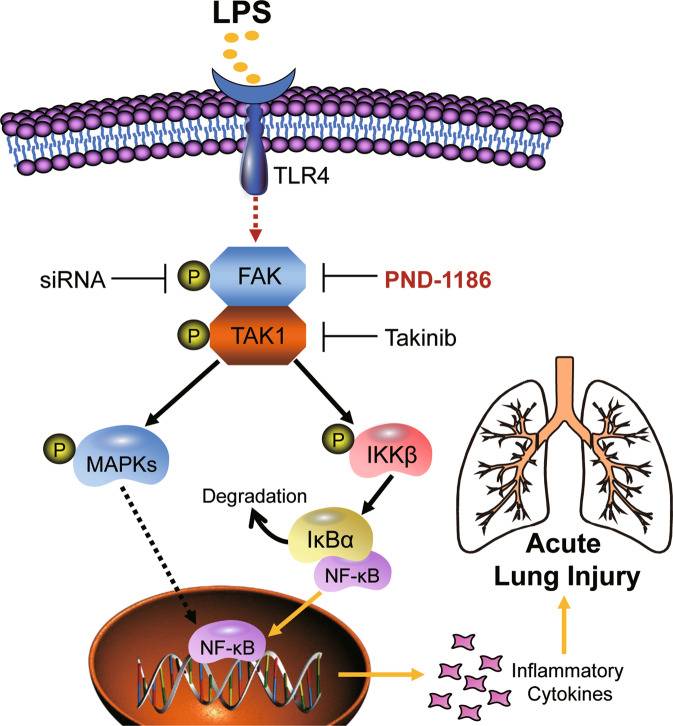 LPS
TLR4
siRNA
P
FAK
PND-1186
P
TAK1
Takinib
P
MAPKs
P
IKKβ
Degradation
IκBα
NF-κB
NF-κB
Acute
Lung Injury
Inflammatory
Cytokines